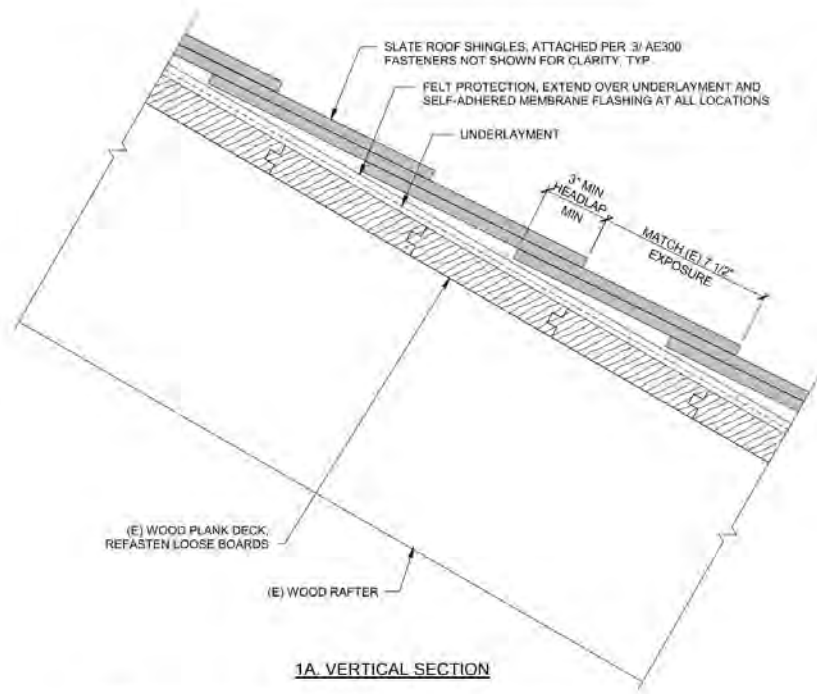 SLATE ROOF SHINGLES, ATTACHED PER 3/ AE300
FASTENERS NOT SHOWN FOR CLARITY, TYP
FELT PROTECTION, EXTEND OVER UNDERLAYMENT AND
SELF-ADHERED MEMBRANE FLASHING AT ALL LOCATIONS
UNDERLAYMENT
3" MIN
HEADLAP
MIN
MATCH (E) 7 1/2"
EXPOSURE
(E) WOOD PLANK DECK,
REFASTEN LOOSE BOARDS
(E) WOOD RAFTER
1A. VERTICAL SECTION